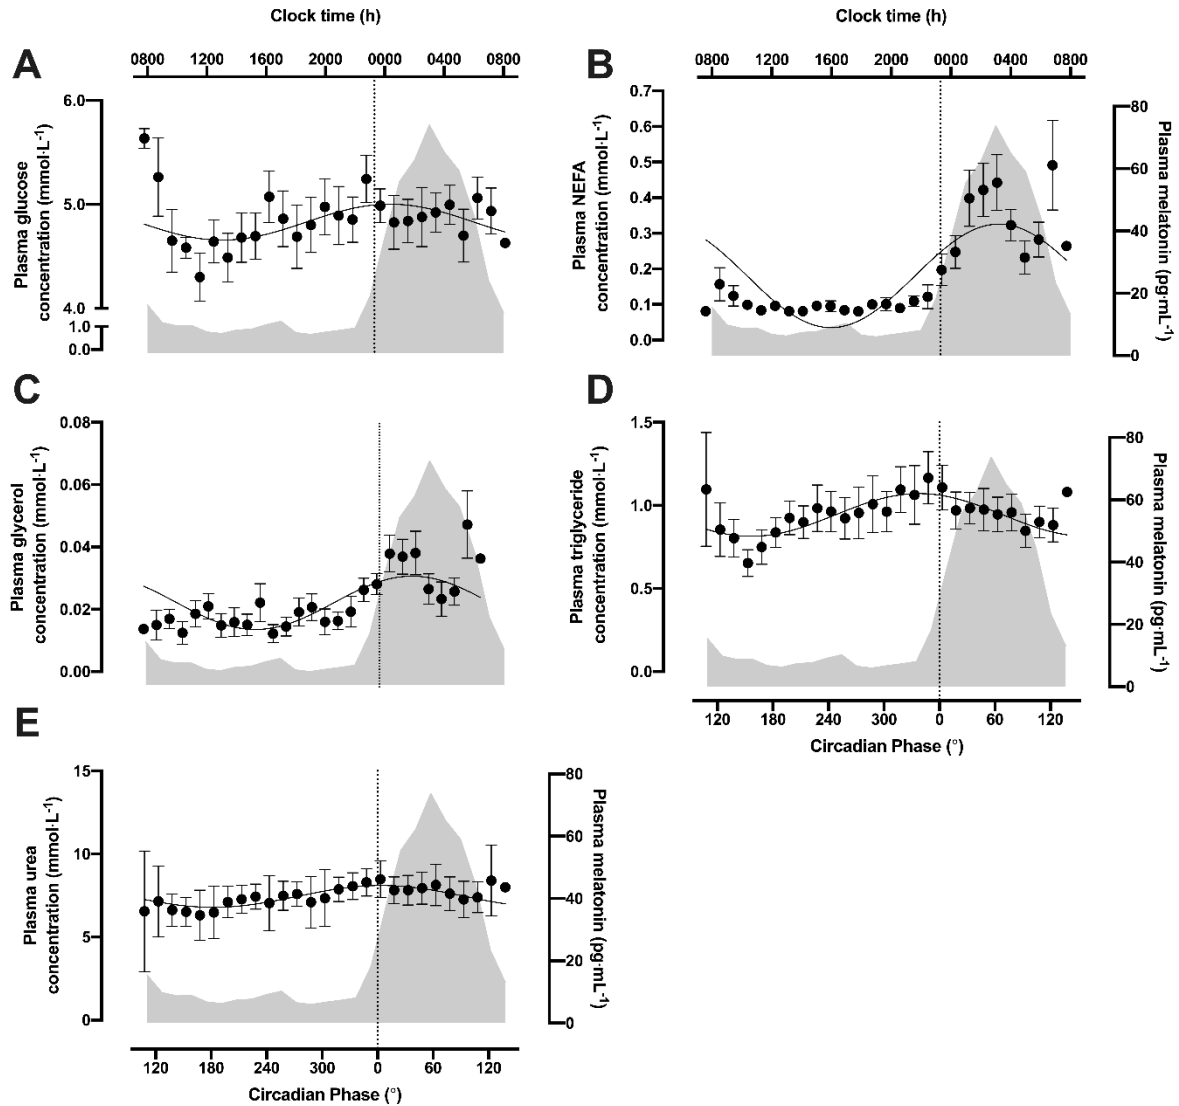 Clock time (h)
Clock time (h)
A
0800 1200 1600 2000 0000 0400 0800
6.0
5.0
4.0
1.0
0.0
Plasma glucose
concentration (mmol·L-1)
B
0800 1200 1600 2000 0000 0400 0800
0.7
0.6
0.5
0.4
0.3
0.2
0.1
0.0
Plasma NEFA
concentration (mmol·L-1)
80
60
40
20
0
Plasma melatonin (pg·mL-1)
C
0.08
0.06
0.04
0.02
0.00
Plasma glycerol
concentration (mmol·L-1)
D
1.5
1.0
0.5
0.0
Plasma triglyceride
concentration (mmol·L-1)
80
60
40
20
0
Plasma melatonin (pg·mL-1)
120 180 240 300 0 60 120
Circadian Phase (°)
E
15
10
5
0
Plasma urea
concentration (mmol·L-1)
80
60
40
20
0
Plasma melatonin (pg·mL-1)
120 180 240 300 0 60 120
Circadian Phase (°)